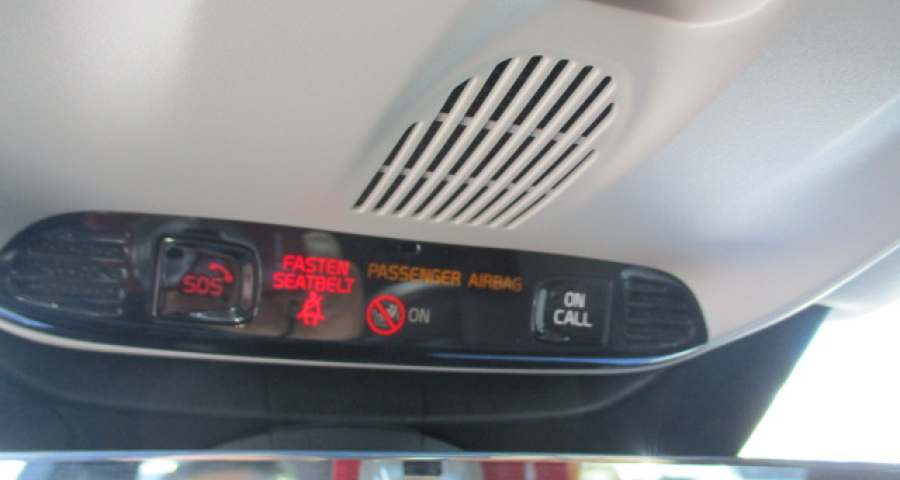 SOS
FASTEN
SEATBELT
PASSENGER AIRBAG
ON
ON
CALL